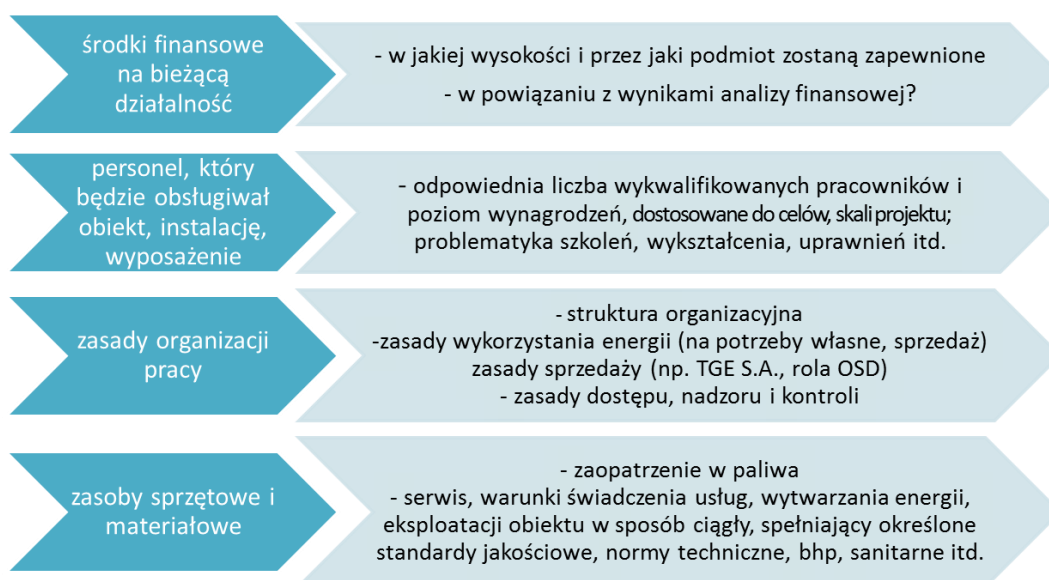 środki finansowe
na bieżącą
działalność
- w jakiej wysokości i przez jaki podmiot zostaną zapewnione
- w powiązaniu z wynikami analizy finansowej?
personel, który
będzie obsługiwał
obiekt, instalację,
wyposażenie
- odpowiednia liczba wykwalifikowanych pracowników i
poziom wynagrodzeń, dostosowane do celów, skali projektu;
problematyka szkoleń, wykształcenia, uprawnień itd.
zasady organizacji
pracy
- struktura organizacyjna
-zasady wykorzystania energii (na potrzeby własne, sprzedaż)
zasady sprzedaży (np. TGE S.A., rola OSD)
- zasady dostępu, nadzoru i kontroli
zasoby sprzętowe i
materiałowe
- zaopatrzenie w paliwa
- serwis, warunki świadczenia usług, wytwarzania energii,
eksploatacji obiektu w sposób ciągły, spełniający określone
standardy jakościowe, normy techniczne, bhp, sanitarne itd.